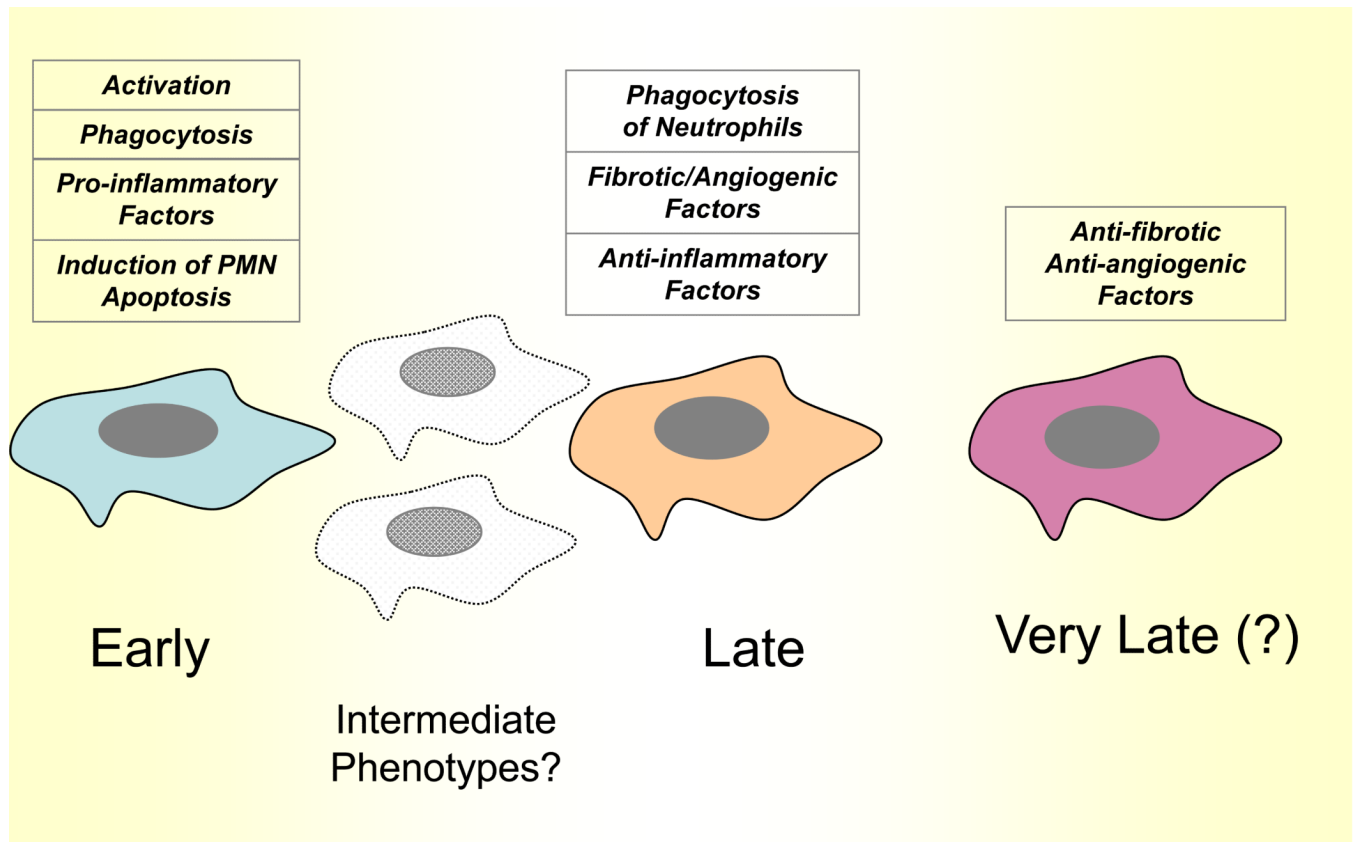 Activation
Phagocytosis
Pro-inflammatory
Factors
Induction of PMN
Apoptosis
Phagocytosis
of Neutrophils
Fibrotic/Angiogenic
Factors
Anti-inflammatory
Factors
Anti-fibrotic
Anti-angiogenic
Factors
Early
Late
Very Late (?)
Intermediate
Phenotypes?